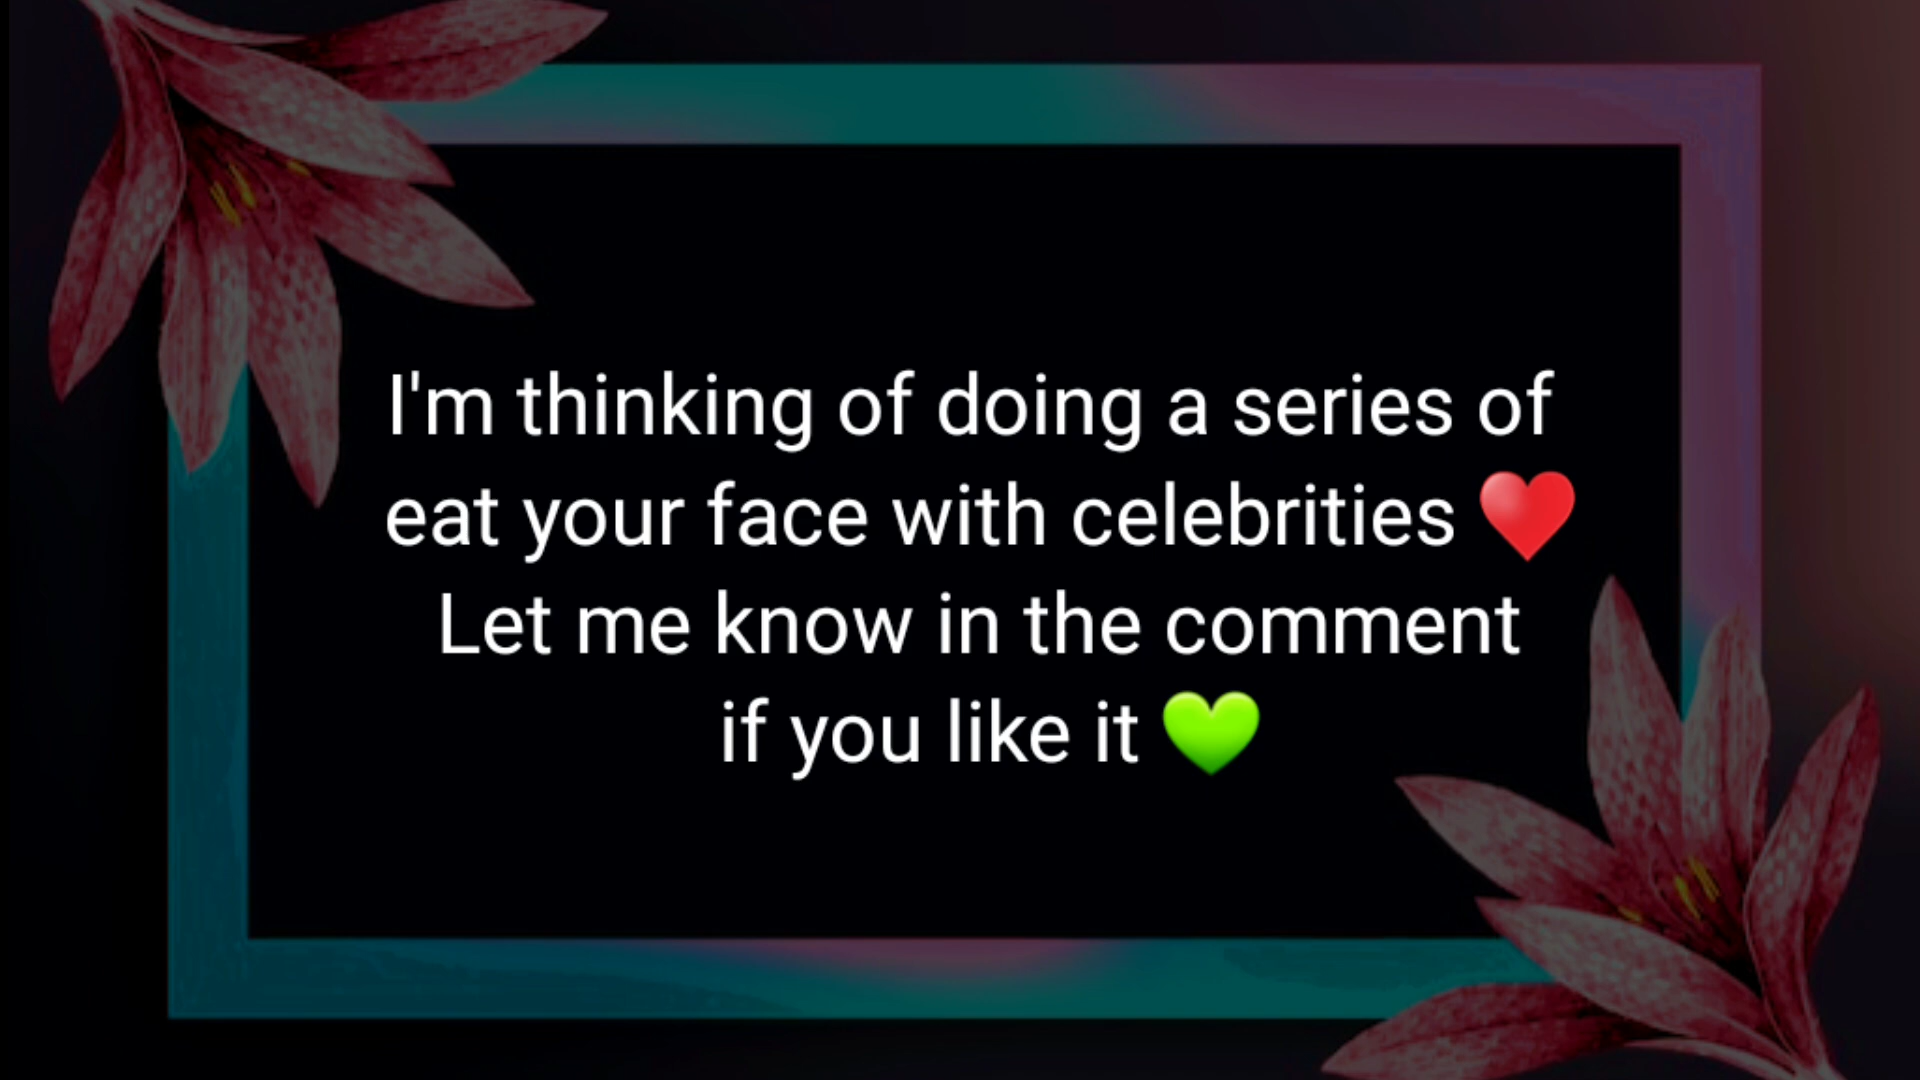 I'm thinking of doing a series of
eat your face with celebrities ❤️
Let me know in the comment
if you like it 💚